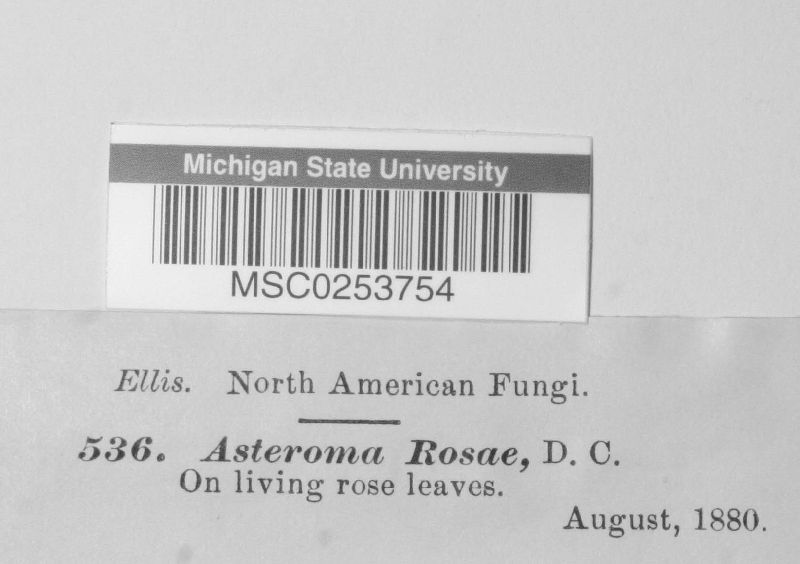 Michigan State University
MSC0253754
Ellis. North American Fungi.
536. Asteroma Rosae, D. C.
On living rose leaves.
August, 1880.